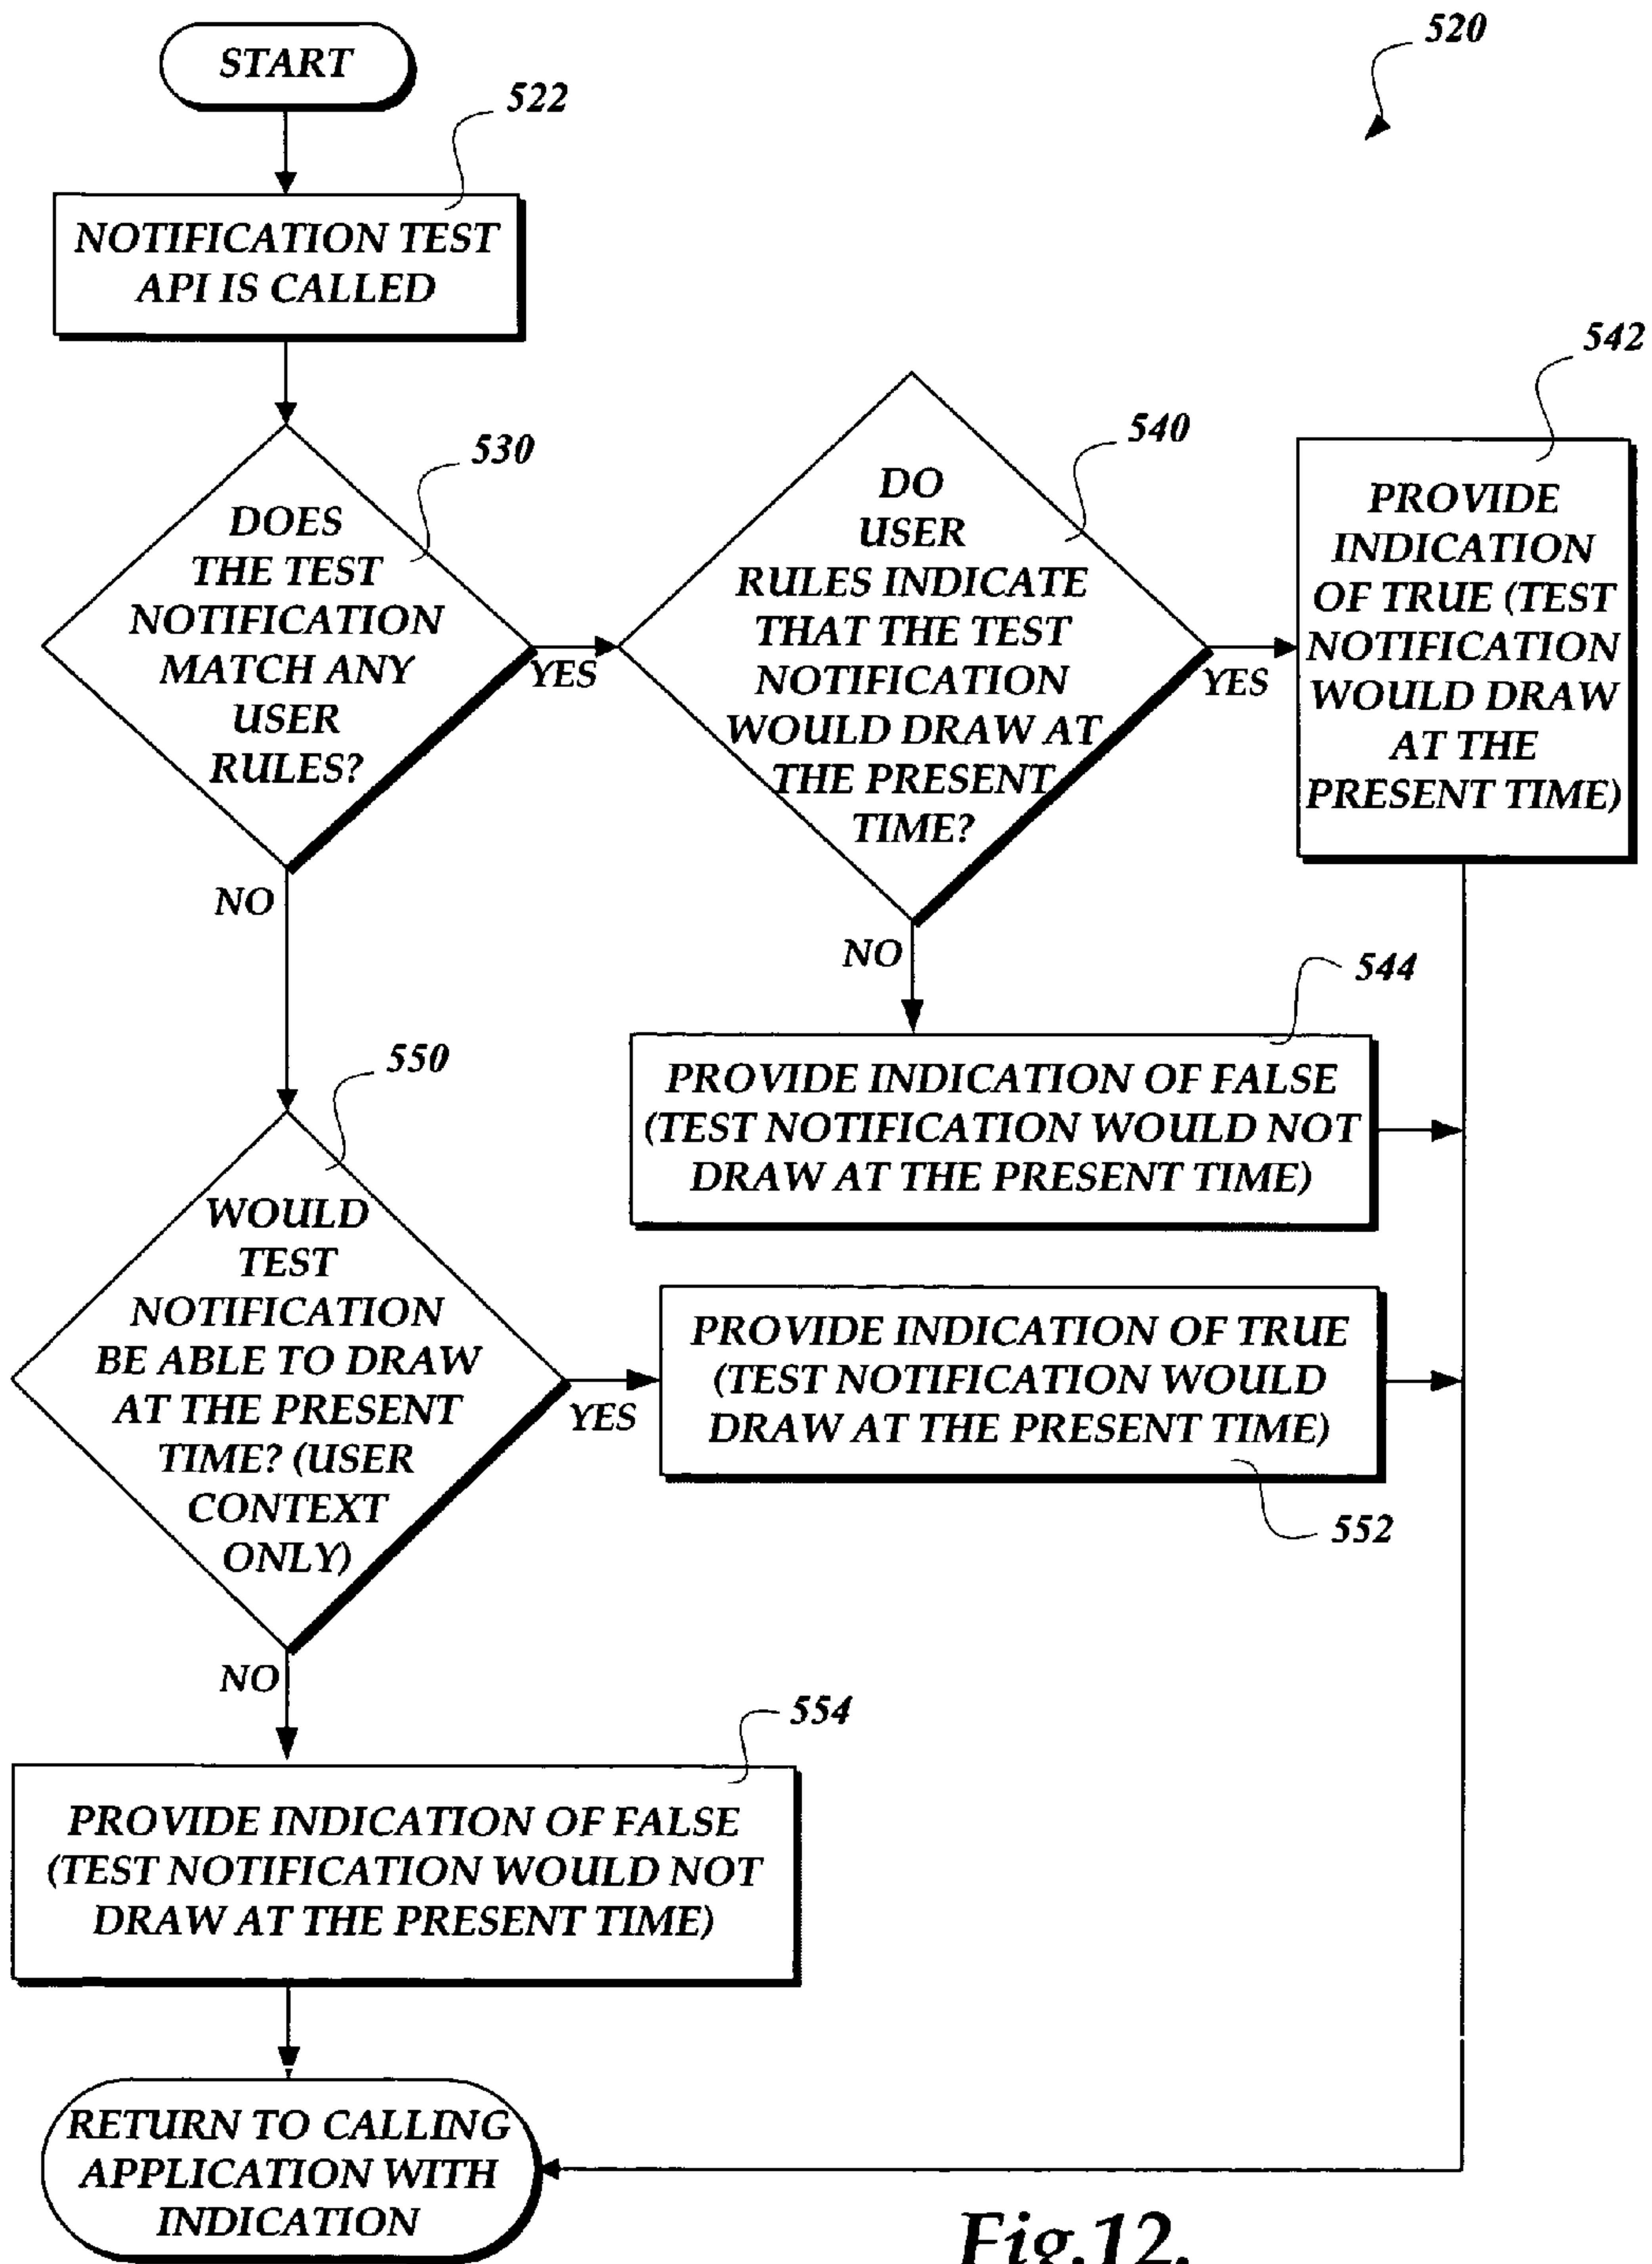 520
START
522
NOTIFICATION TEST
API IS CALLED
530
DOES
THE TEST
NOTIFICATION
MATCH ANY
USER
RULES?
YES
NO
540
DO
USER
RULES INDICATE
THAT THE TEST
NOTIFICATION
WOULD DRAW AT
THE PRESENT
TIME?
YES
NO
542
PROVIDE
INDICATION
OF TRUE (TEST
NOTIFICATION
WOULD DRAW
AT THE
PRESENT TIME)
544
PROVIDE INDICATION OF FALSE
(TEST NOTIFICATION WOULD NOT
DRAW AT THE PRESENT TIME)
550
WOULD
TEST
NOTIFICATION
BE ABLE TO DRAW
AT THE PRESENT
TIME? (USER
CONTEXT
ONLY)
YES
NO
PROVIDE INDICATION OF TRUE
(TEST NOTIFICATION WOULD
DRAW AT THE PRESENT TIME)
552
554
PROVIDE INDICATION OF FALSE
(TEST NOTIFICATION WOULD NOT
DRAW AT THE PRESENT TIME)
RETURN TO CALLING
APPLICATION WITH
INDICATION
Fig.12.